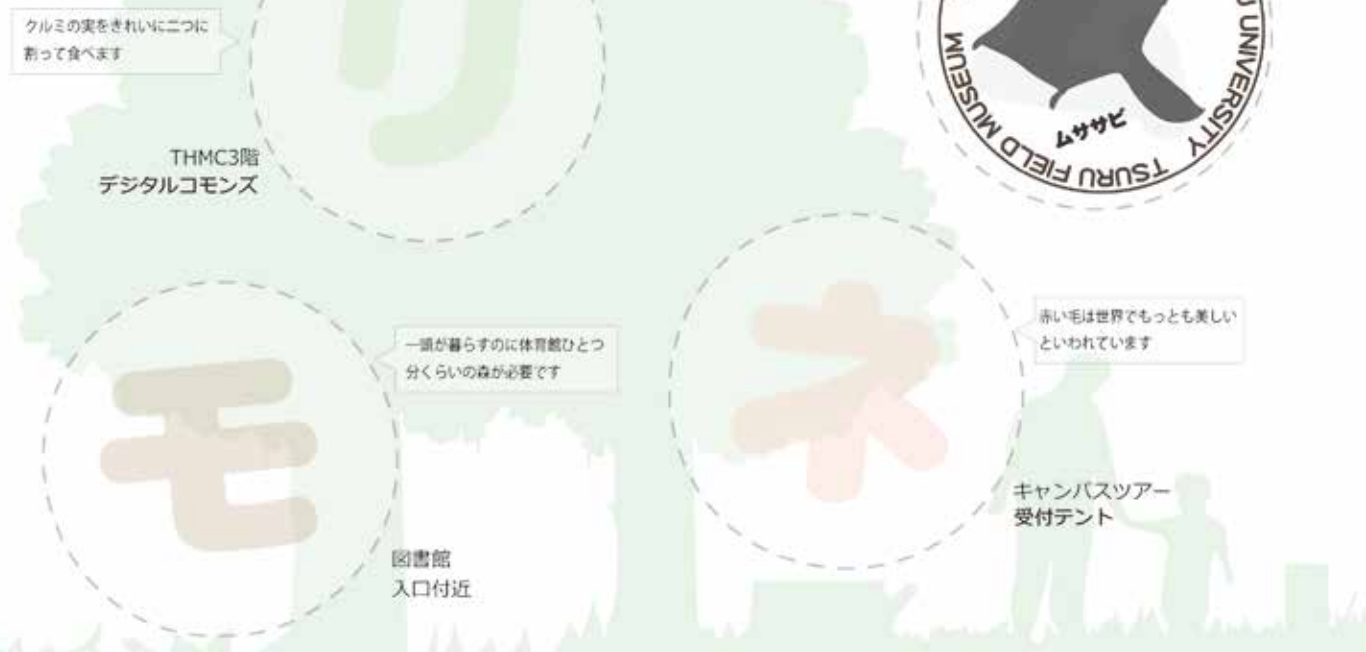 クルミの実をきれいに二つに
割って食べます
リ
THMC3階
デジタルコモンズ
ムササビ
UNIVERSITY TSURU FIELD MUSEUM
モ
一頭が暮らすのに体育館ひとつ
分くらいの森が必要です
図書館
入口付近
ネ
赤い毛は世界でもっとも美しい
といわれています
キャンパスツアー
受付テント